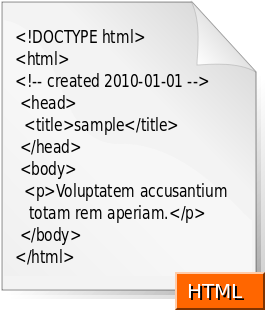 <!DOCTYPE html>
<html>
<!-- created 2010-01-01 -->
<head>
<title>sample</title>
</head>
<body>
<p>Voluptatem accusantium
totam rem aperiam.</p>
</body>
</html>
HTML